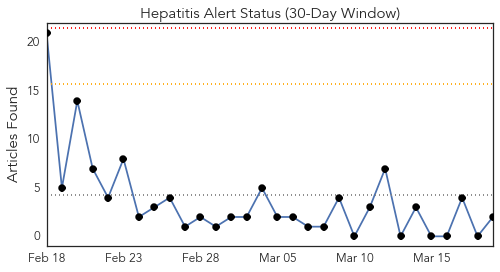 Hepatitis Alert Status (30-Day Window)
20
15
10
5
0
Articles Found
Feb 18
Feb 23
Feb 28
Mar 05
Mar 10
Mar 15